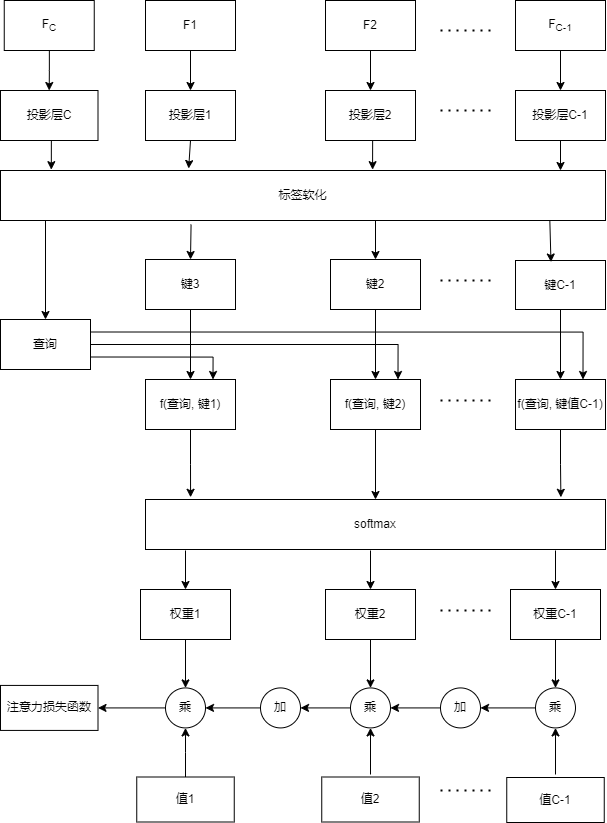 F_C
F1
F2
.......
F_C-1
投影层C
投影层1
投影层2
.......
投影层C-1
标签软化
键3
键2
.......
键C-1
查询
f(查询, 键1)
f(查询, 键2)
.......
f(查询, 键值C-1)
softmax
权重1
权重2
.......
权重C-1
注意力损失函数
乘
加
乘
加
乘
值1
值2
.......
值C-1